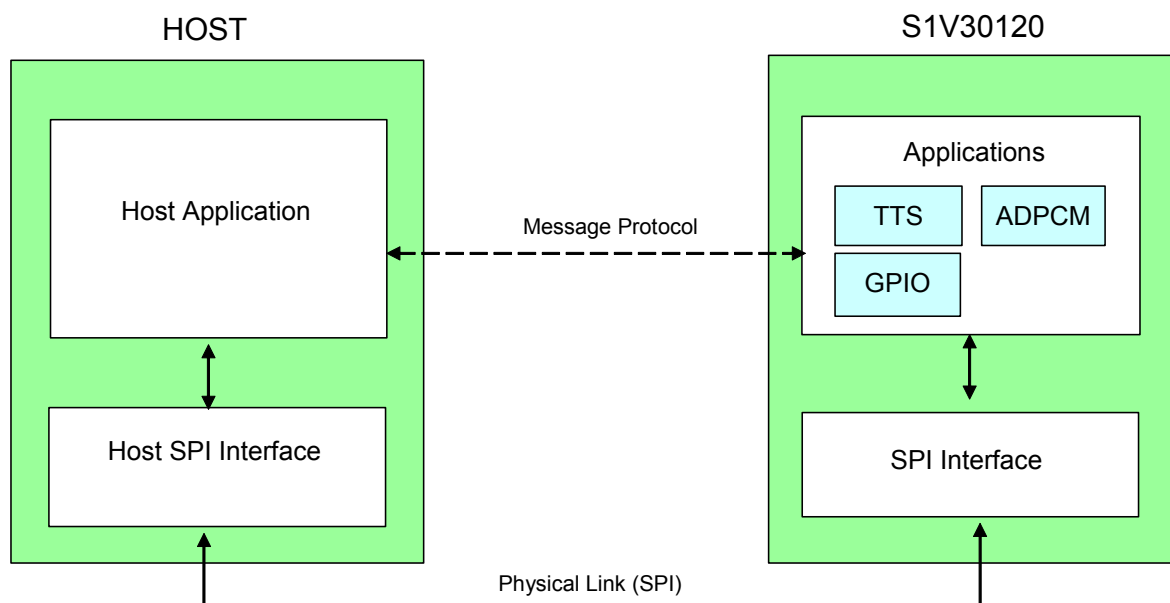 HOST
S1V30120
Host Application
Applications
TTS
ADPCM
GPIO
Message Protocol
Host SPI Interface
SPI Interface
Physical Link (SPI)